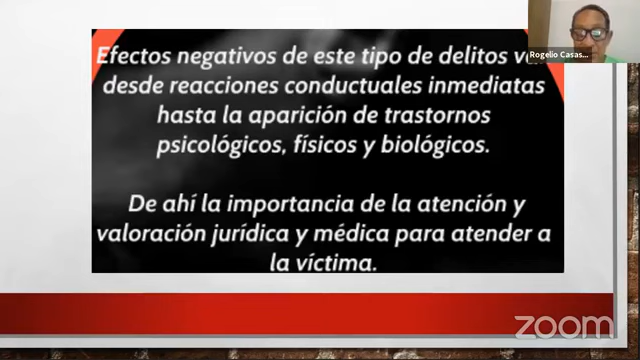 Efectos negativos de este tipo de delitos
desde reacciones conductuales inmediatas
hasta la aparición de trastornos
psicológicos, físicos y biológicos.
De ahí la importancia de la atención y
valoración jurídica y médica para atender a
la víctima.
Rogelio Casas...
zoom